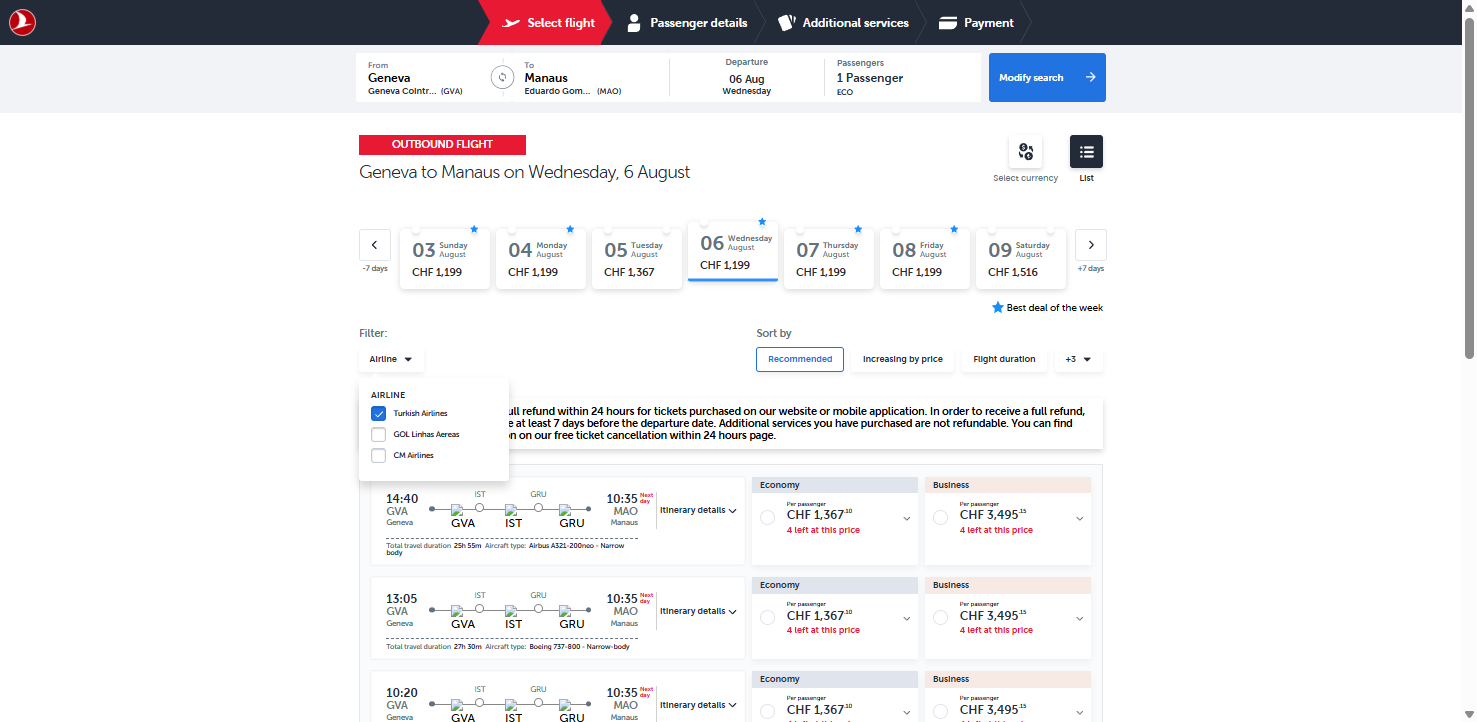 Select flight
Passenger details
Additional services
Payment
From
Geneva
Geneva Cointr... (GVA)
To
Manaus
Eduardo Gom... (MAO)
Departure
06 Aug
Wednesday
Passengers
1 Passenger
ECO
Modify search
OUTBOUND FLIGHT
Geneva to Manaus on Wednesday, 6 August
Select currency
List
-7 days
03 Sunday August
CHF 1,199
04 Monday August
CHF 1,199
05 Tuesday August
CHF 1,367
06 Wednesday August
CHF 1,199
07 Thursday August
CHF 1,199
08 Friday August
CHF 1,199
09 Saturday August
CHF 1,516
+7 days
Best deal of the week
Filter:
Airline
Sort by
Recommended
Increasing by price
Flight duration
+3
AIRLINE
Turkish Airlines
GOL Linhas Aereas
CM Airlines
full refund within 24 hours for tickets purchased on our website or mobile application. In order to receive a full refund,
at least 7 days before the departure date. Additional services you have purchased are not refundable. You can find
on our free ticket cancellation within 24 hours page.
14:40
GVA
Geneva
IST
GRU
GVA
IST
GRU
10:35 Next day
MAO
Manaus
Itinerary details
Total travel duration 25h 55m Aircraft type: Airbus A321-200neo - Narrow
body
Economy
Per passenger
CHF 1,367.10
4 left at this price
Business
Per passenger
CHF 3,495.15
4 left at this price
13:05
GVA
Geneva
IST
GRU
GVA
IST
GRU
10:35 Next day
MAO
Manaus
Itinerary details
Total travel duration 27h 30m Aircraft type: Boeing 737-800 - Narrow-body
Economy
Per passenger
CHF 1,367.10
4 left at this price
Business
Per passenger
CHF 3,495.15
4 left at this price
10:20
GVA
Geneva
IST
GRU
GVA
IST
GRU
10:35 Next day
MAO
Manaus
Itinerary details
Economy
Per passenger
CHF 1,367.10
Business
Per passenger
CHF 3,495.15